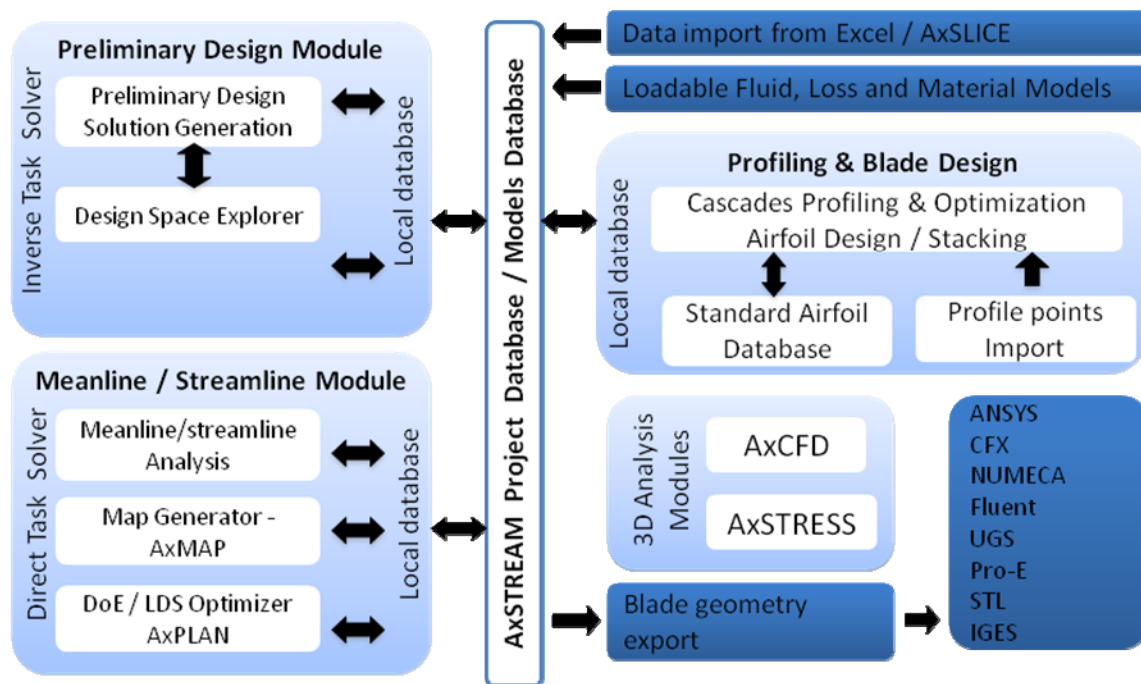 Preliminary Design Module
Inverse Task Solver
Preliminary Design
Solution Generation
Design Space Explorer
Local database
Meanline / Streamline Module
Direct Task Solver
Meanline/streamline
Analysis
Map Generator -
AxMAP
DoE / LDS Optimizer
AxPLAN
Local database
AxSTREAM Project Database / Models Database
Data import from Excel / AxSLICE
Loadable Fluid, Loss and Material Models
Profiling & Blade Design
Local database
Cascades Profiling & Optimization
Airfoil Design / Stacking
Standard Airfoil
Database
Profile points
Import
3D Analysis
Modules
AxCFD
AxSTRESS
Blade geometry
export
ANSYS
CFX
NUMECA
Fluent
UGS
Pro-E
STL
IGES